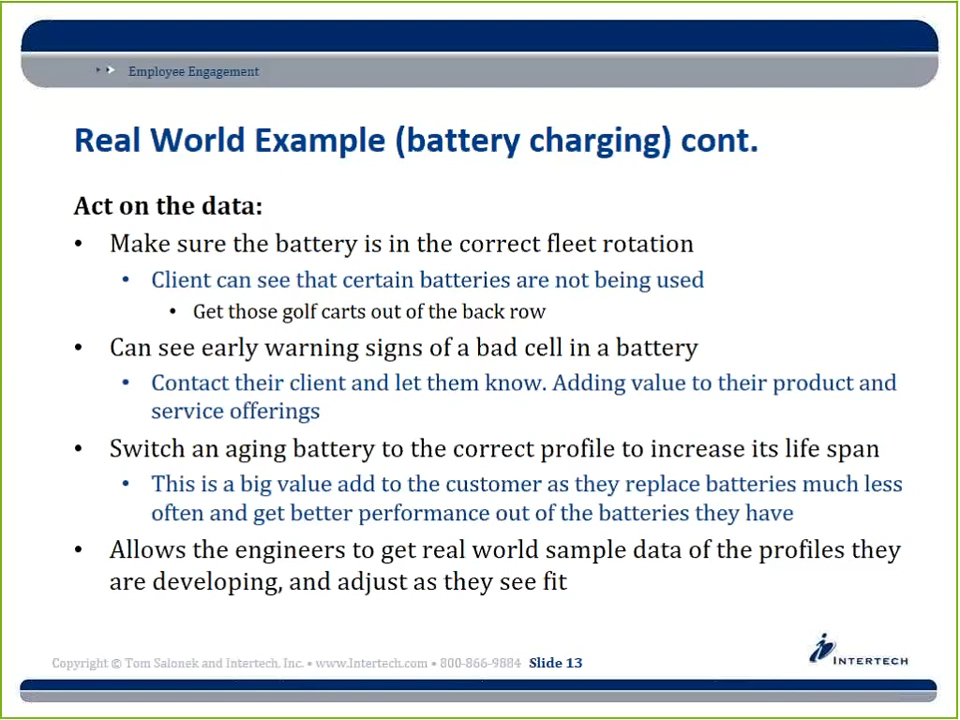 Employee Engagement
Real World Example (battery charging) cont.
Act on the data:
• Make sure the battery is in the correct fleet rotation
• Client can see that certain batteries are not being used
• Get those golf carts out of the back row
• Can see early warning signs of a bad cell in a battery
• Contact their client and let them know. Adding value to their product and
service offerings
• Switch an aging battery to the correct profile to increase its life span
• This is a big value add to the customer as they replace batteries much less
often and get better performance out of the batteries they have
• Allows the engineers to get real world sample data of the profiles they
are developing, and adjust as they see fit
Copyright © Tom Salonek and Intertech, Inc. • www.Intertech.com • 800-866-9884 Slide 13
INTERTECH